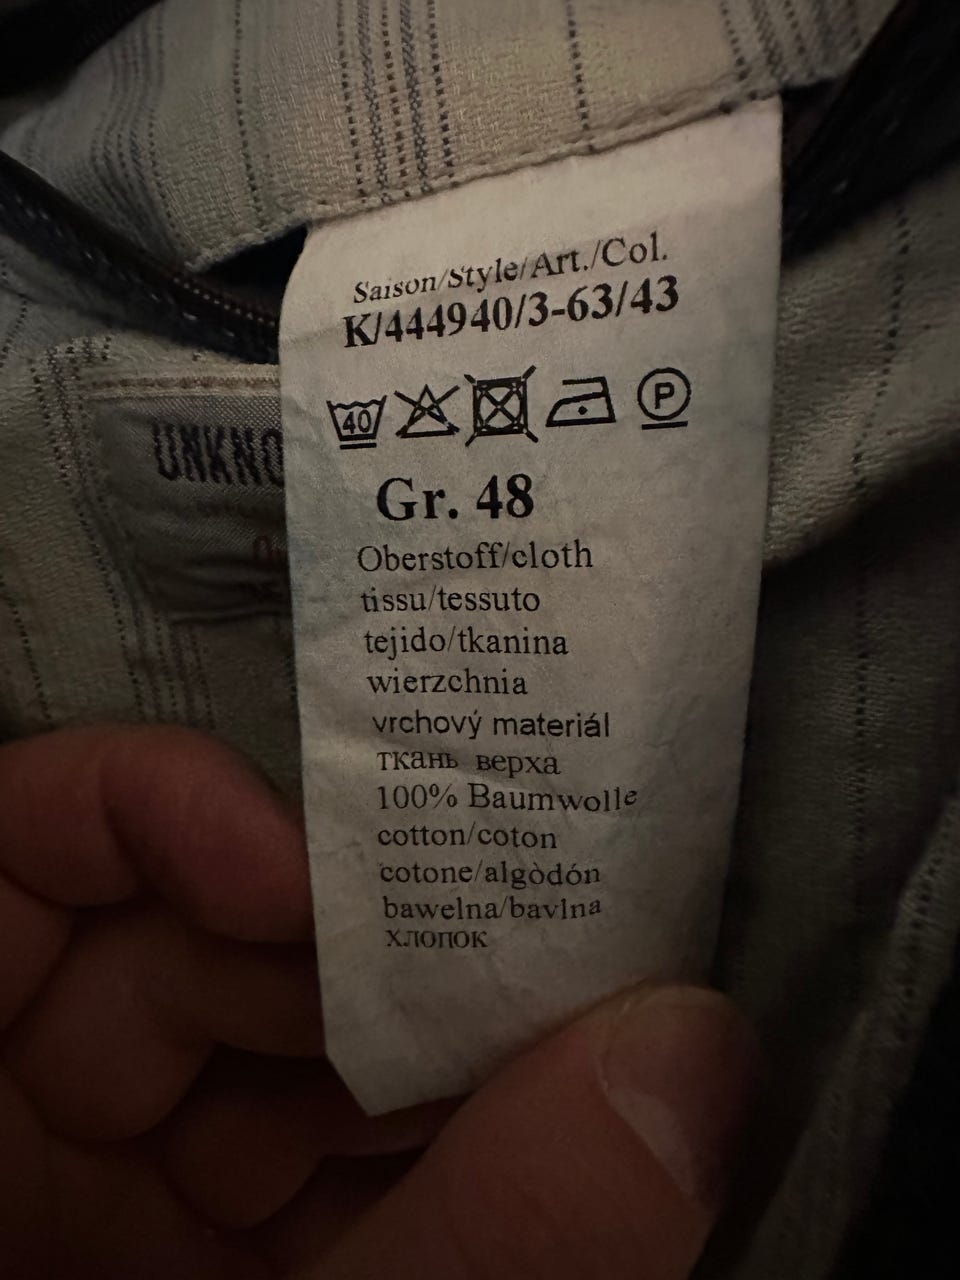 Saison/Style/Art./Col.
K/444940/3-63/43
40 P
Gr. 48
Oberstoff/cloth
tissu/tessuto
tejido/tkanina
wierzchnia
vrchový materiál
ткань верха
100% Baumwolle
cotton/coton
cotone/algòdón
bawelna/bavlna
хлопок
UNKNO